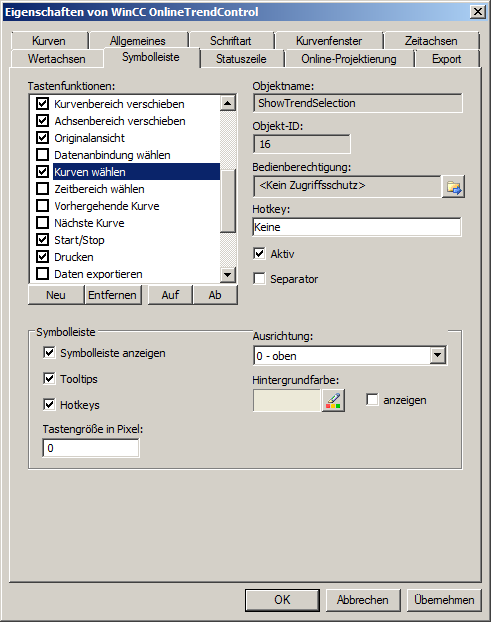 Eigenschaften von WinCC OnlineTrendControl
Kurven Allgemeines Schriftart Kurvenfenster Zeitachsen
Wertachsen Symbolleiste Statuszeile Online-Projektierung Export
Tastenfunktionen:
Kurvenbereich verschieben
Achsenbereich verschieben
Originalansicht
Datenanbindung wählen
Kurven wählen
Zeitbereich wählen
Vorhergehende Kurve
Nächste Kurve
Start/Stop
Drucken
Daten exportieren
Neu Entfernen Auf Ab
Objektname:
ShowTrendSelection
Objekt-ID:
16
Bedienberechtigung:
<Kein Zugriffsschutz>
Hotkey:
Keine
Aktiv
Separator
Symbolleiste
Symbolleiste anzeigen
Tooltips
Hotkeys
Tastengröße in Pixel:
0
Ausrichtung:
0 - oben
Hintergrundfarbe:
anzeigen
OK Abbrechen Übernehmen